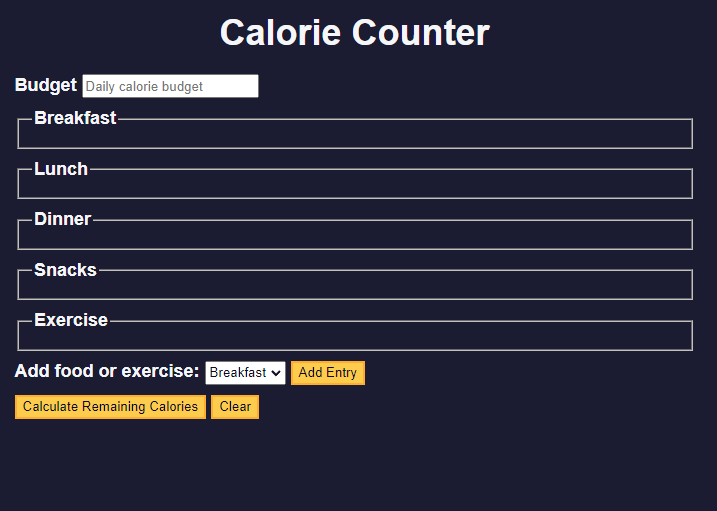 Calorie Counter
Budget Daily calorie budget
Breakfast
Lunch
Dinner
Snacks
Exercise
Add food or exercise: Breakfast Add Entry
Calculate Remaining Calories Clear